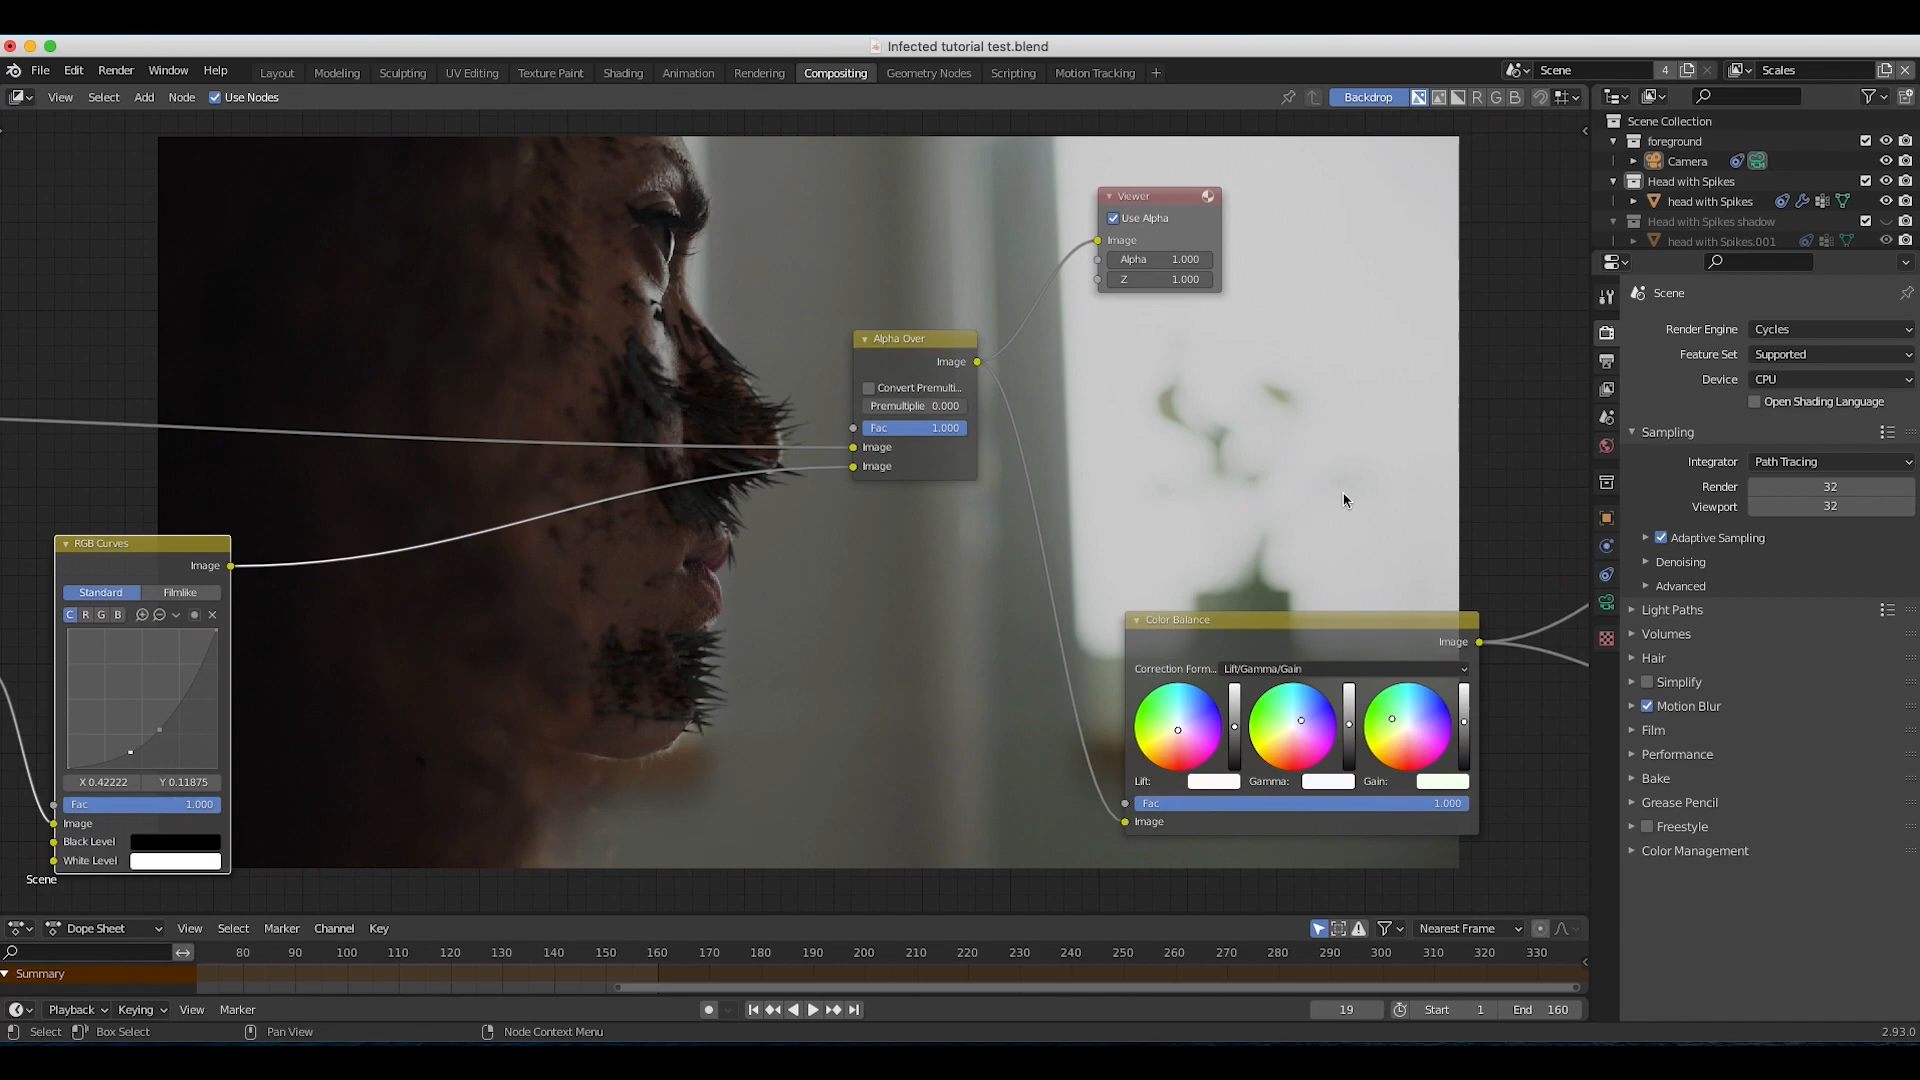 Infected tutorial test.blend
File Edit Render Window Help Layout Modeling Sculpting UV Editing Texture Paint Shading Animation Rendering Compositing Geometry Nodes Scripting Motion Tracking + Scene 4 Scales
View Select Add Node Use Nodes Backdrop R G B
Scene Collection
foreground
Camera
Head with Spikes
head with Spikes
Head with Spikes shadow
head with Spikes.001
Viewer
Use Alpha
Image
Alpha 1.000
Z 1.000
Alpha Over
Image
Convert Premulti...
Premultiplie 0.000
Fac 1.000
Image
Image
RGB Curves
Image
Standard Filmlike
C R G B
X 0.42222 Y 0.11875
Fac 1.000
Image
Black Level
White Level
Scene
Color Balance
Image
Correction Form... Lift/Gamma/Gain
Lift: Gamma: Gain:
Fac 1.000
Image
Scene
Render Engine Cycles
Feature Set Supported
Device CPU
Open Shading Language
Sampling
Integrator Path Tracing
Render 32
Viewport 32
Adaptive Sampling
Denoising
Advanced
Light Paths
Volumes
Hair
Simplify
Motion Blur
Film
Performance
Bake
Grease Pencil
Freestyle
Color Management
Dope Sheet View Select Marker Channel Key Nearest Frame
80 90 100 110 120 130 140 150 160 170 180 190 200 210 220 230 240 250 260 270 280 290 300 310 320 330
Summary
Playback Keying View Marker 19 Start 1 End 160
Select Box Select Pan View Node Context Menu 2.93.0